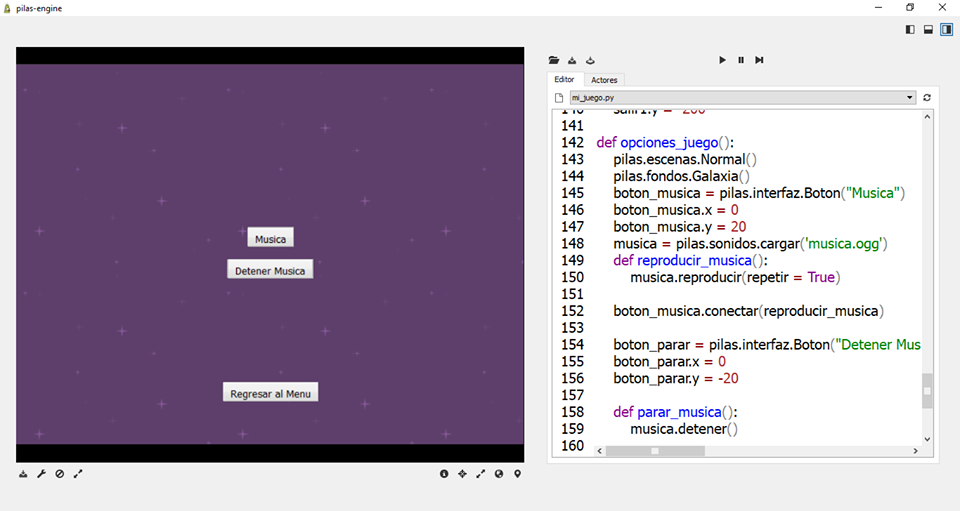 pilas-engine
Musica
Detener Musica
Regresar al Menu
Editor
Actores
mi_juego.py
141
142 def opciones_juego():
143 pilas.escenas.Normal()
144 pilas.fondos.Galaxia()
145 boton_musica = pilas.interfaz.Boton("Musica")
146 boton_musica.x = 0
147 boton_musica.y = 20
148 musica = pilas.sonidos.cargar('musica.ogg')
149 def reproducir_musica():
150 musica.reproducir(repetir = True)
151
152 boton_musica.conectar(reproducir_musica)
153
154 boton_parar = pilas.interfaz.Boton("Detener Mus
155 boton_parar.x = 0
156 boton_parar.y = -20
157
158 def parar_musica():
159 musica.detener()
160